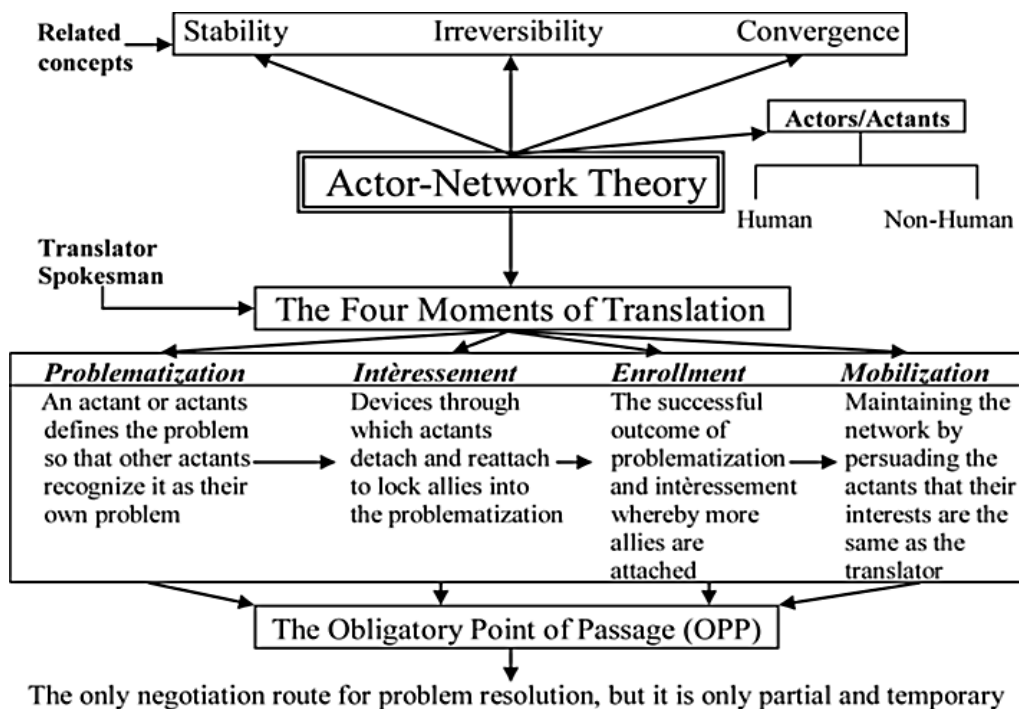 Related
concepts
Stability Irreversibility Convergence
Actors/Actants
Actor-Network Theory
Human Non-Human
Translator
Spokesman
The Four Moments of Translation
Problematization
An actant or actants
defines the problem
so that other actants
recognize it as their
own problem
Intèressement
Devices through
which actants
detach and reattach
to lock allies into
the problematization
Enrollment
The successful
outcome of
problematization
and intèressement
whereby more
allies are
attached
Mobilization
Maintaining the
network by
persuading the
actants that their
interests are the
same as the
translator
The Obligatory Point of Passage (OPP)
The only negotiation route for problem resolution, but it is only partial and temporary